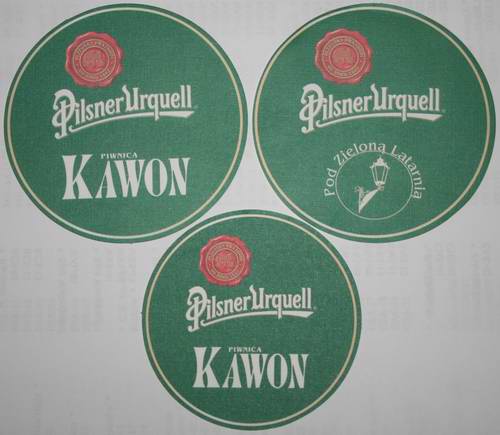 Pilsner Urquell
PIWNICA
KAWON
Pilsner Urquell
Pod Zieloną Latarnią
Pilsner Urquell
PIWNICA
KAWON